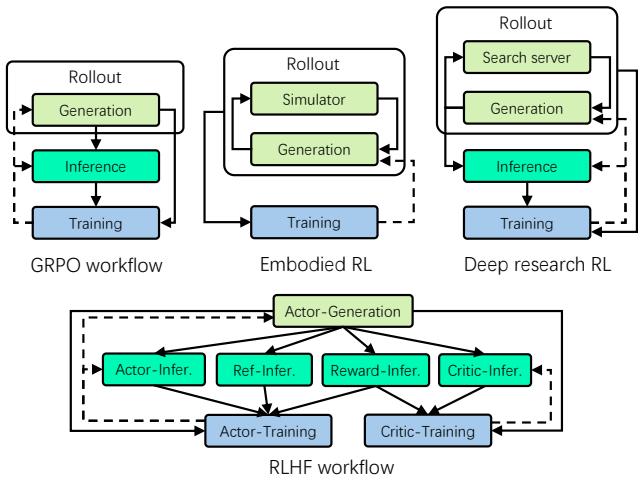 Rollout
Generation
Inference
Training
GRPO workflow
Rollout
Simulator
Generation
Training
Embodied RL
Rollout
Search server
Generation
Inference
Training
Deep research RL
Actor-Generation
Actor-Infer.
Ref-Infer.
Reward-Infer.
Critic-Infer.
Actor-Training
Critic-Training
RLHF workflow